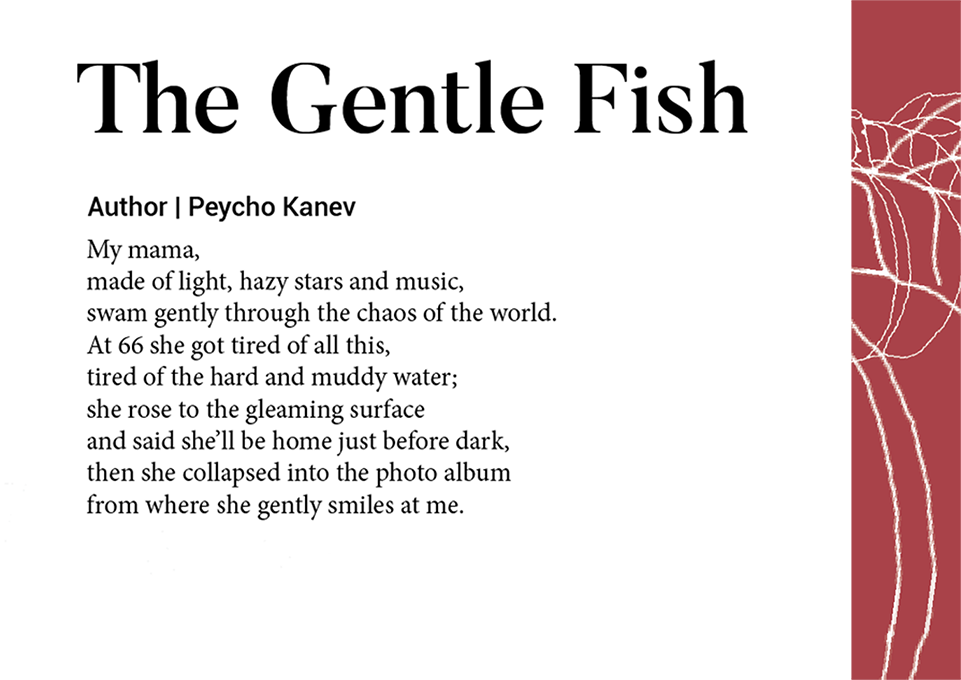 The Gentle Fish
Author | Peycho Kanev
My mama,
made of light, hazy stars and music,
swam gently through the chaos of the world.
At 66 she got tired of all this,
tired of the hard and muddy water;
she rose to the gleaming surface
and said she’ll be home just before dark,
then she collapsed into the photo album
from where she gently smiles at me.